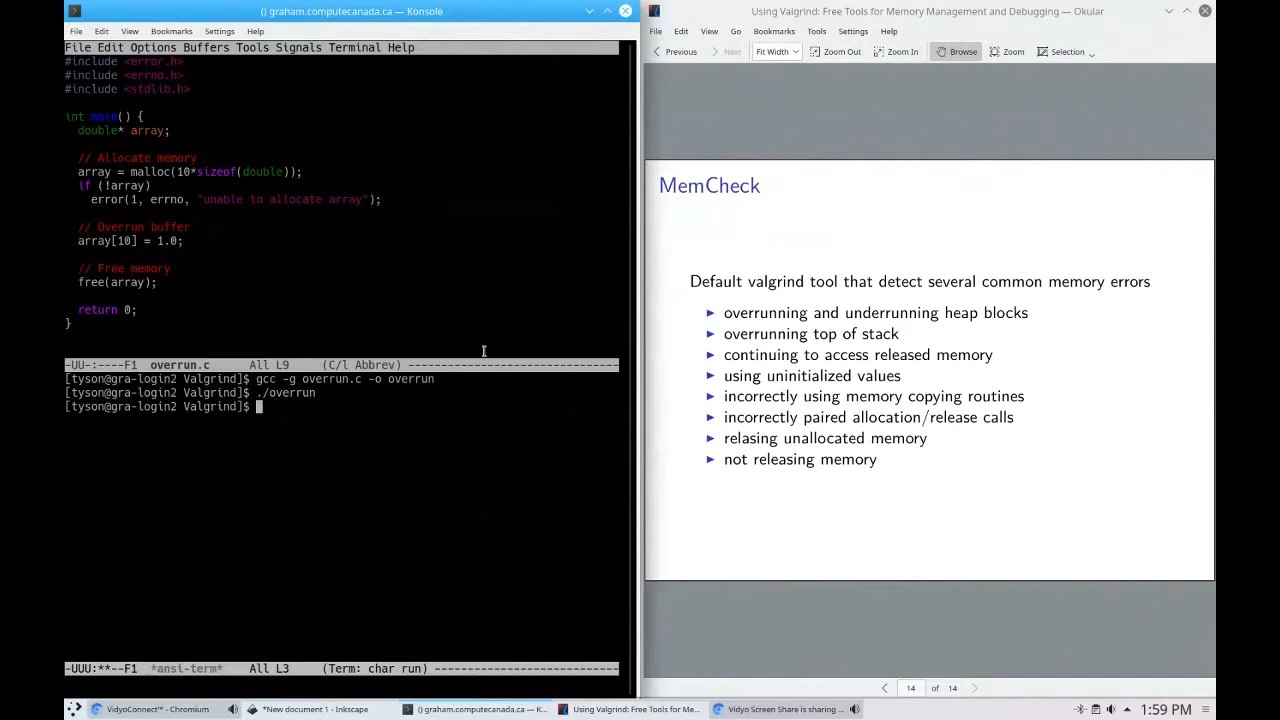 () graham.computecanada.ca — Konsole
File Edit View Bookmarks Settings Help
File Edit Options Buffers Tools Signals Terminal Help
#include <error.h>
#include <errno.h>
#include <stdlib.h>
int main() {
double* array;
// Allocate memory
array = malloc(10*sizeof(double));
if (!array)
error(1, errno, "unable to allocate array");
// Overrun buffer
array[10] = 1.0;
// Free memory
free(array);
return 0;
}
-UU-:----F1 overrun.c All L9 (C/l Abbrev) --------------------------------
[tyson@gra-login2 Valgrind]$ gcc -g overrun.c -o overrun
[tyson@gra-login2 Valgrind]$ ./overrun
[tyson@gra-login2 Valgrind]$
-UUU:**--F1 *ansi-term* All L3 (Term: char run) ----------------------------
Using Valgrind: Free Tools for Memory Management and Debugging — Okular
File Edit View Go Bookmarks Tools Settings Help
Previous Next Fit Width Zoom Out Zoom In Browse Zoom Selection
MemCheck
Default valgrind tool that detect several common memory errors
▶ overrunning and underrunning heap blocks
▶ overrunning top of stack
▶ continuing to access released memory
▶ using uninitialized values
▶ incorrectly using memory copying routines
▶ incorrectly paired allocation/release calls
▶ relasing unallocated memory
▶ not releasing memory
14 of 14
VidyoConnect™ - Chromium *New document 1 - Inkscape () graham.computecanada.ca — K... Using Valgrind: Free Tools for Me... Vidyo Screen Share is sharing ... 1:59 PM